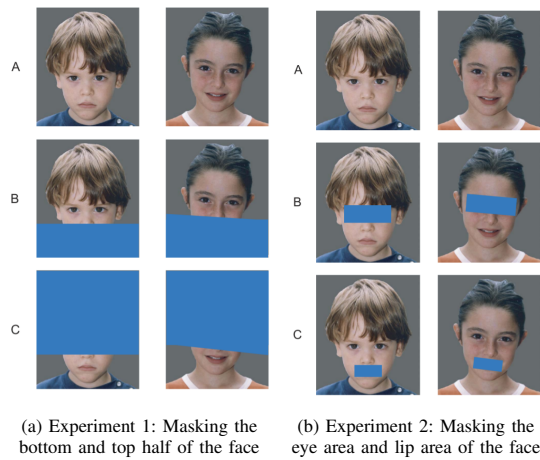 A
B
C
A
B
C
(a) Experiment 1: Masking the
bottom and top half of the face
(b) Experiment 2: Masking the
eye area and lip area of the face